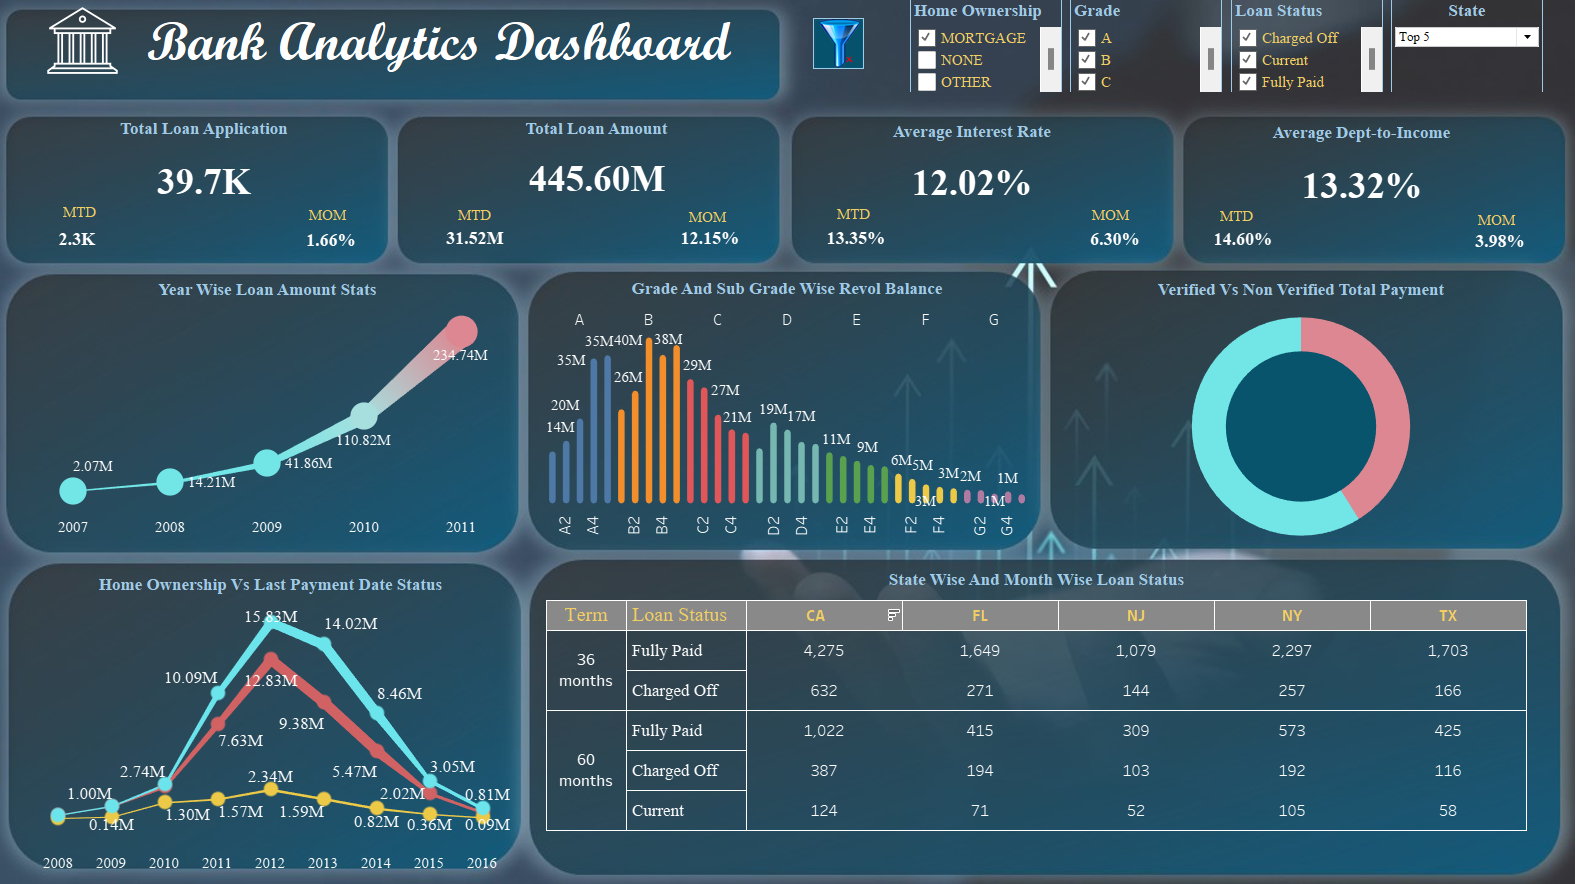 Bank Analytics Dashboard
Home Ownership
MORTGAGE
NONE
OTHER
Grade
A
B
C
Loan Status
Charged Off
Current
Fully Paid
State
Top 5
Total Loan Application
39.7K
MTD
MOM
2.3K
1.66%
Total Loan Amount
445.60M
MTD
MOM
31.52M
12.15%
Average Interest Rate
12.02%
MTD
MOM
13.35%
6.30%
Average Dept-to-Income
13.32%
MTD
MOM
14.60%
3.98%
Year Wise Loan Amount Stats
234.74M
110.82M
41.86M
2.07M
14.21M
2007 2008 2009 2010 2011
Grade And Sub Grade Wise Revol Balance
A B C D E F G
35M 40M 38M
35M
29M
26M
27M
20M
21M
19M 17M
14M
11M
9M
6M 5M
3M 2M
1M
3M
1M
A2 A4 B2 B4 C2 C4 D2 D4 E2 E4 F2 F4 G2 G4
Verified Vs Non Verified Total Payment
Home Ownership Vs Last Payment Date Status
15.83M
14.02M
10.09M
12.83M
8.46M
9.38M
7.63M
5.47M
2.74M
2.34M
3.05M
1.00M
2.02M
0.81M
1.30M
1.57M
1.59M
0.14M
0.82M
0.36M
0.09M
2008 2009 2010 2011 2012 2013 2014 2015 2016
State Wise And Month Wise Loan Status
Term Loan Status CA FL NJ NY TX
36 months
Fully Paid 4,275 1,649 1,079 2,297 1,703
Charged Off 632 271 144 257 166
60 months
Fully Paid 1,022 415 309 573 425
Charged Off 387 194 103 192 116
Current 124 71 52 105 58